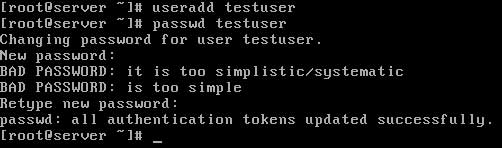 [root@server ~]# useradd testuser
[root@server ~]# passwd testuser
Changing password for user testuser.
New password:
BAD PASSWORD: it is too simplistic/systematic
BAD PASSWORD: is too simple
Retype new password:
passwd: all authentication tokens updated successfully.
[root@server ~]# _